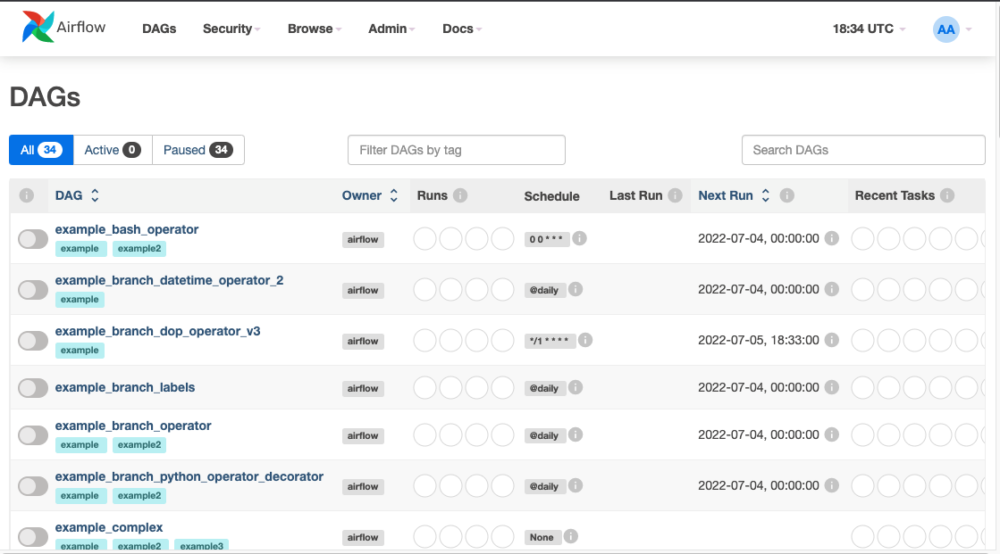 Airflow DAGs Security Browse Admin Docs 18:34 UTC AA
DAGs
All 34 Active 0 Paused 34 Filter DAGs by tag Search DAGs
i DAG Owner Runs i Schedule Last Run i Next Run i Recent Tasks i
example_bash_operator
airflow 0 0 * * * i 2022-07-04, 00:00:00 i
example example2
example_branch_datetime_operator_2
airflow @daily i 2022-07-04, 00:00:00 i
example
example_branch_dop_operator_v3
airflow */1 * * * * i 2022-07-05, 18:33:00 i
example
example_branch_labels airflow @daily i 2022-07-04, 00:00:00 i
example_branch_operator
airflow @daily i 2022-07-04, 00:00:00 i
example example2
example_branch_python_operator_decorator
airflow @daily i 2022-07-04, 00:00:00 i
example example2
example_complex
airflow None i
example example2 example3